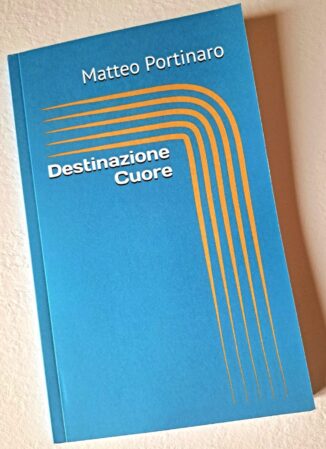 Matteo Portinaro
Destinazione
Cuore